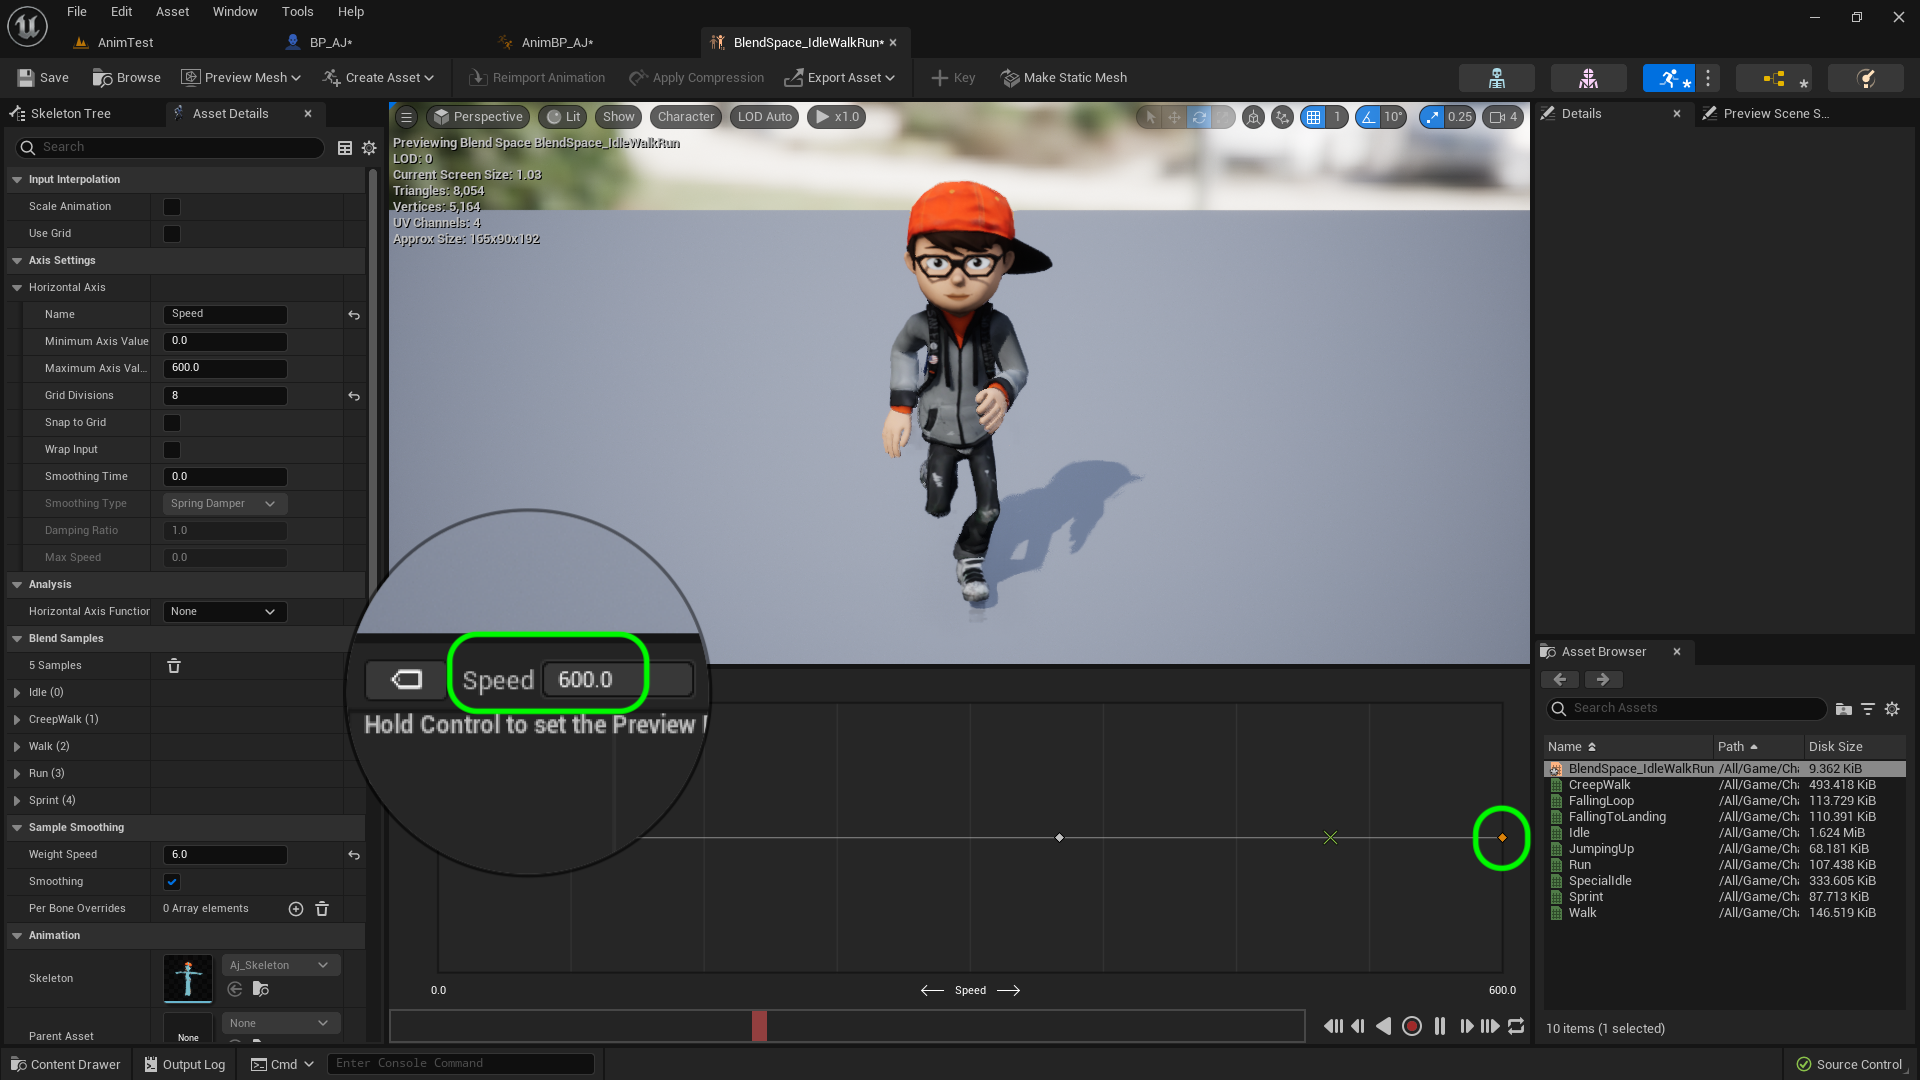 File Edit Asset Window Tools Help
AnimTest
BP_AJ*
AnimBP_AJ*
BlendSpace_IdleWalkRun*
Save
Browse
Preview Mesh
Create Asset
Reimport Animation
Apply Compression
Export Asset
Key
Make Static Mesh
Skeleton Tree
Asset Details
Search
Input Interpolation
Scale Animation
Use Grid
Axis Settings
Horizontal Axis
Name Speed
Minimum Axis Value 0.0
Maximum Axis Val... 600.0
Grid Divisions 8
Snap to Grid
Wrap Input
Smoothing Time 0.0
Smoothing Type Spring Damper
Damping Ratio 1.0
Max Speed 0.0
Analysis
Horizontal Axis Function None
Blend Samples
5 Samples
Idle (0)
CreepWalk (1)
Walk (2)
Run (3)
Sprint (4)
Sample Smoothing
Weight Speed 6.0
Smoothing
Per Bone Overrides 0 Array elements
Animation
Skeleton Aj_Skeleton
Parent Asset None None
Perspective Lit Show Character LOD Auto x1.0
1 10° 0.25 4
Previewing Blend Space BlendSpace_IdleWalkRun
LOD: 0
Current Screen Size: 1.03
Triangles: 8,054
Vertices: 5,164
UV Channels: 4
Approx Size: 165x90x192
Speed 600.0
Hold Control to set the Preview
0.0 Speed 600.0
Details
Preview Scene S...
Asset Browser
Search Assets
Name Path Disk Size
BlendSpace_IdleWalkRun /All/Game/Cha 9.362 KiB
CreepWalk /All/Game/Cha 493.418 KiB
FallingLoop /All/Game/Cha 113.729 KiB
FallingToLanding /All/Game/Cha 110.391 KiB
Idle /All/Game/Cha 1.624 MiB
JumpingUp /All/Game/Cha 68.181 KiB
Run /All/Game/Cha 107.438 KiB
SpecialIdle /All/Game/Cha 333.605 KiB
Sprint /All/Game/Cha 87.713 KiB
Walk /All/Game/Cha 146.519 KiB
10 items (1 selected)
Content Drawer
Output Log
Cmd
Enter Console Command
Source Control